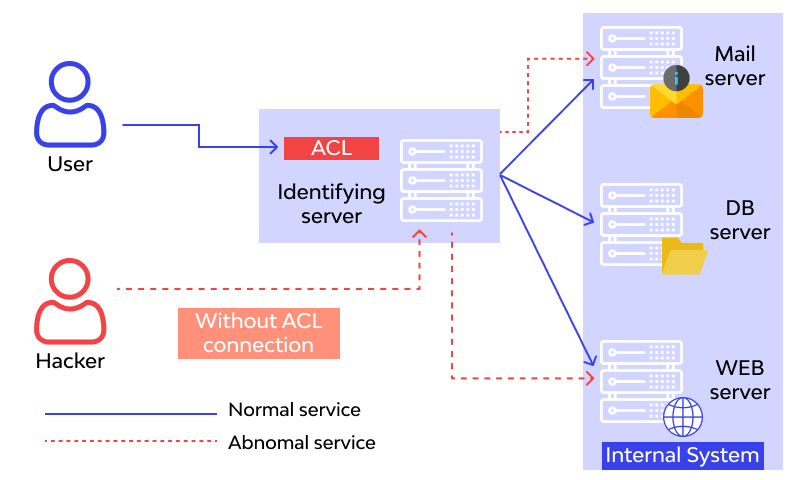 User
ACL
Identifying
server
Mail
server
DB
server
Hacker
Without ACL
connection
WEB
server
Normal service
Abnomal service
Internal System